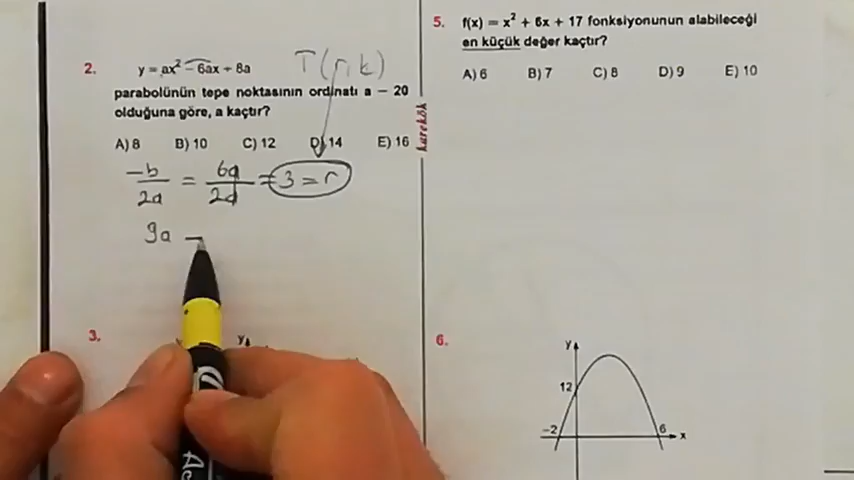 2. y = ax² − 6ax + 8a
T(r,k)
parabolünün tepe noktasının ordinatı a − 20
olduğuna göre, a kaçtır?
A) 8 B) 10 C) 12 D) 14 E) 16
-b/2a = 6a/2a = 3 = r
9a −
3.
y
karekök
5. f(x) = x² + 6x + 17 fonksiyonunun alabileceği
en küçük değer kaçtır?
A) 6 B) 7 C) 8 D) 9 E) 10
6.
y
12
-2 6 x